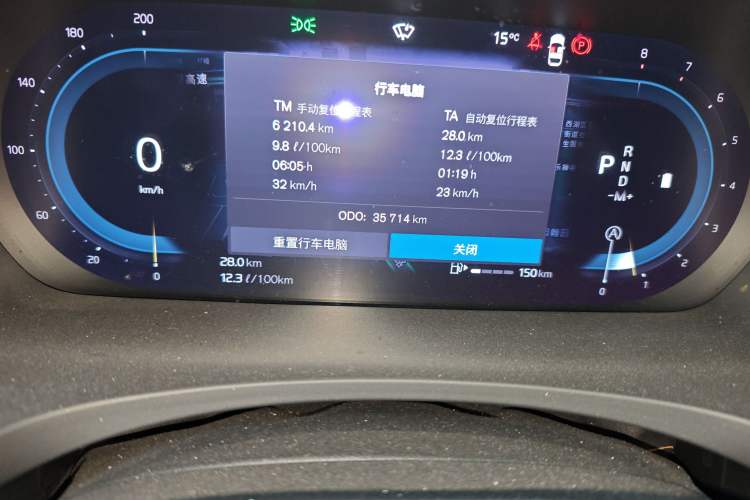 200
180
140
100
60
20
0
高速
0
km/h
15℃
行车电脑
TM 手动复位行程表
6 210.4 km
9.8 ℓ/100km
06:05 h
32 km/h
TA 自动复位行程表
28.0 km
12.3 ℓ/100km
01:19 h
23 km/h
ODO: 35 714 km
重置行车电脑
关闭
28.0 km
12.3 ℓ/100km
150 km
P
R
N
D
-M+
A
P
8
7
6
5
4
3
2
1
0